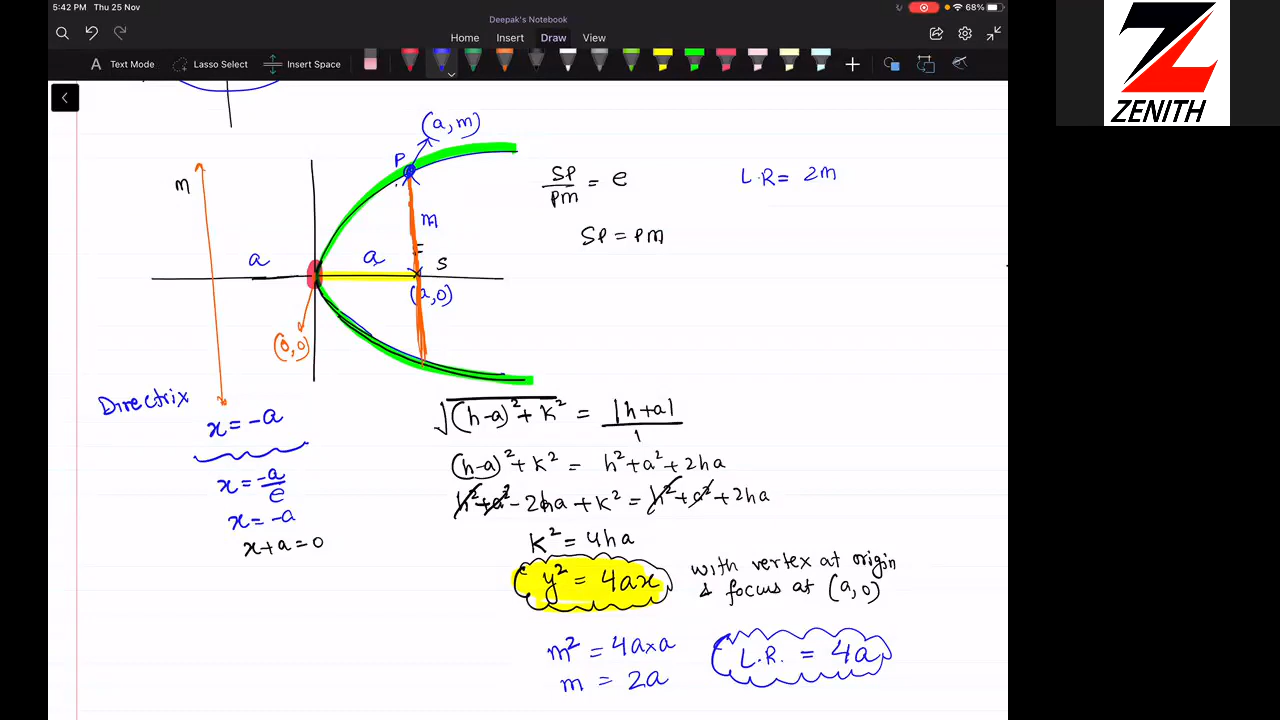 5:42 PM Thu 25 Nov
68%
Deepak's Notebook
Home Insert Draw View
Text Mode Lasso Select Insert Space
ZENITH
(a, m)
P
m
m
a
a
S
(a,0)
(0,0)
SP/PM = e
L.R = 2m
SP = PM
Directrix
x = -a
x = -a/e
x = -a
x+a=0
√(h-a)²+k² = |h+a|/1
(h-a)²+k² = h²+a²+2ha
h²+a²-2ha+k² = h²+a²+2ha
k² = 4ha
y² = 4ax
with vertex at origin
& focus at (a,0)
m² = 4a×a
m = 2a
L.R. = 4a